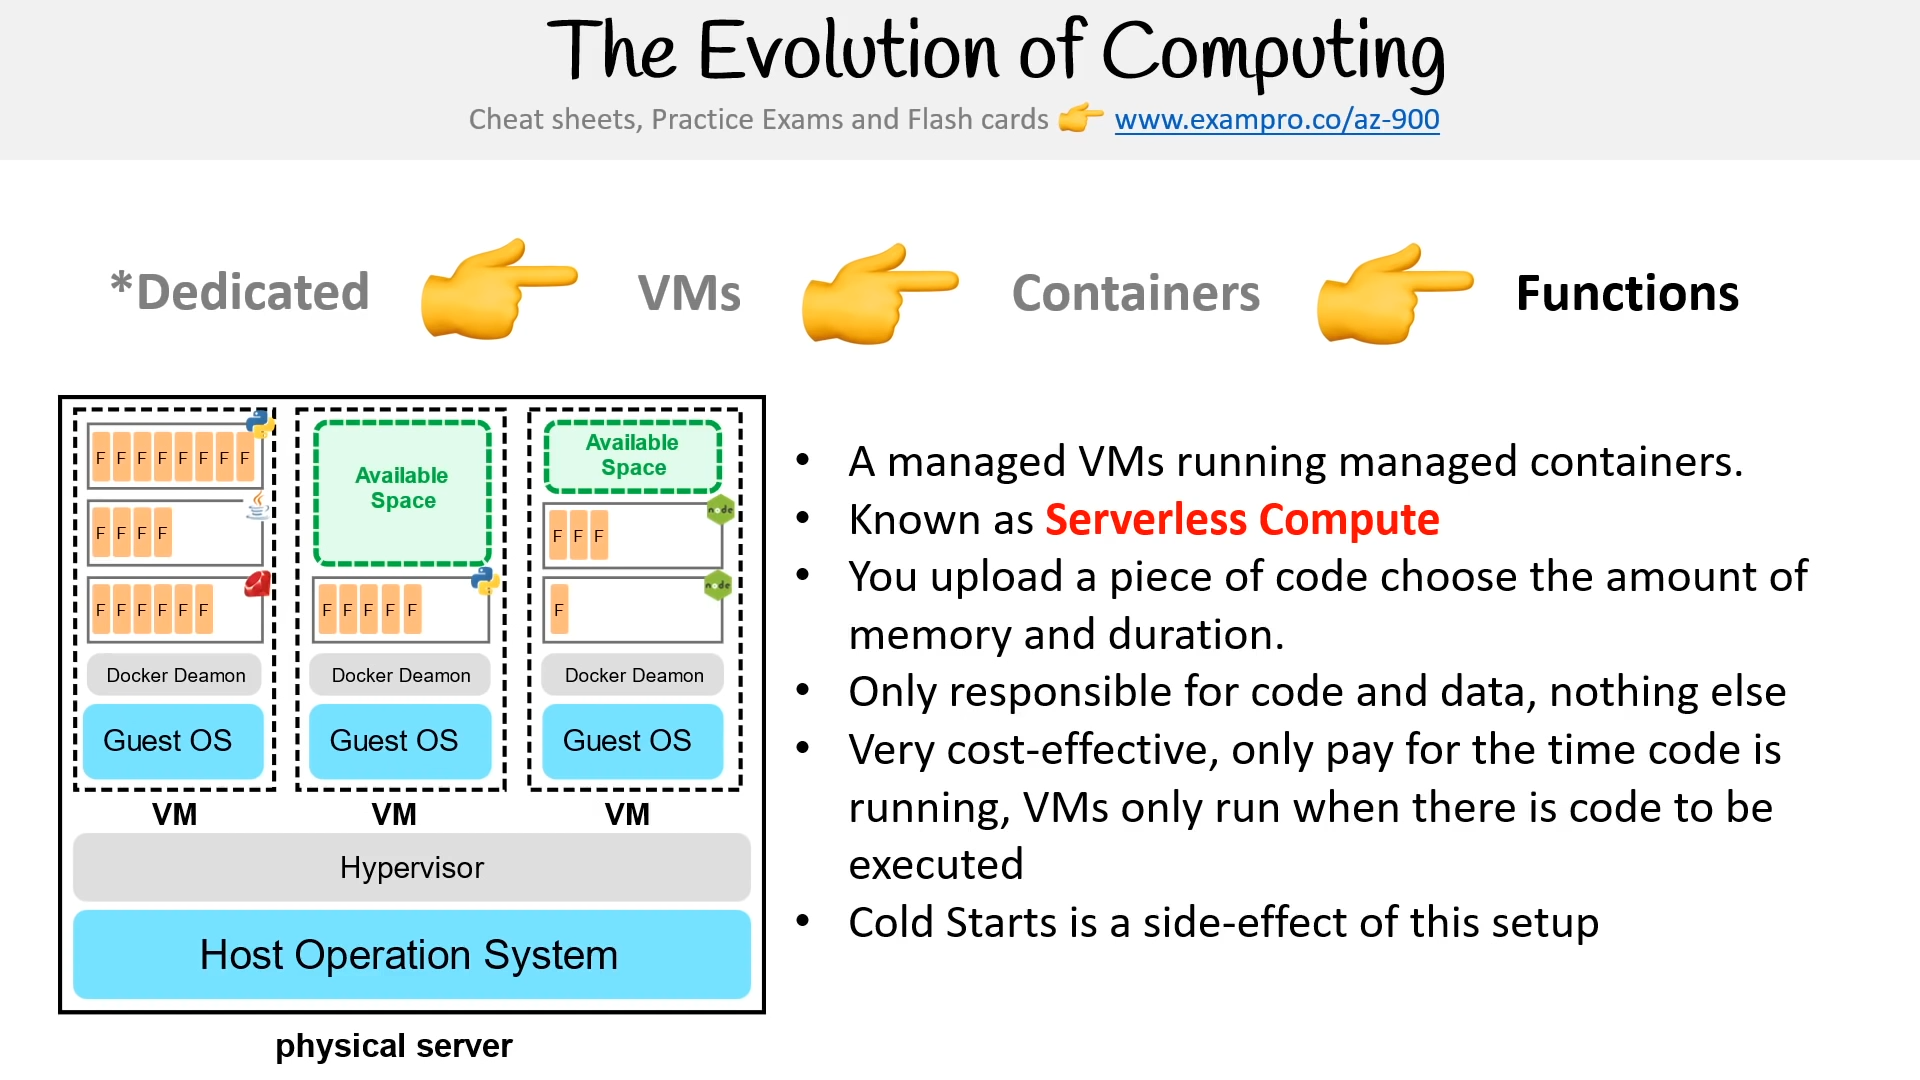 The Evolution of Computing
Cheat sheets, Practice Exams and Flash cards 👉 www.exampro.co/az-900
*Dedicated 👉 VMs 👉 Containers 👉 Functions
F F F F F F F F
F F F F
F F F F F F
Docker Deamon
Guest OS
VM
Available
Space
F F F F F
Docker Deamon
Guest OS
VM
Available
Space
node
F F F
node
F
Docker Deamon
Guest OS
VM
Hypervisor
Host Operation System
physical server
• A managed VMs running managed containers.
• Known as Serverless Compute
• You upload a piece of code choose the amount of
memory and duration.
• Only responsible for code and data, nothing else
• Very cost-effective, only pay for the time code is
running, VMs only run when there is code to be
executed
• Cold Starts is a side-effect of this setup